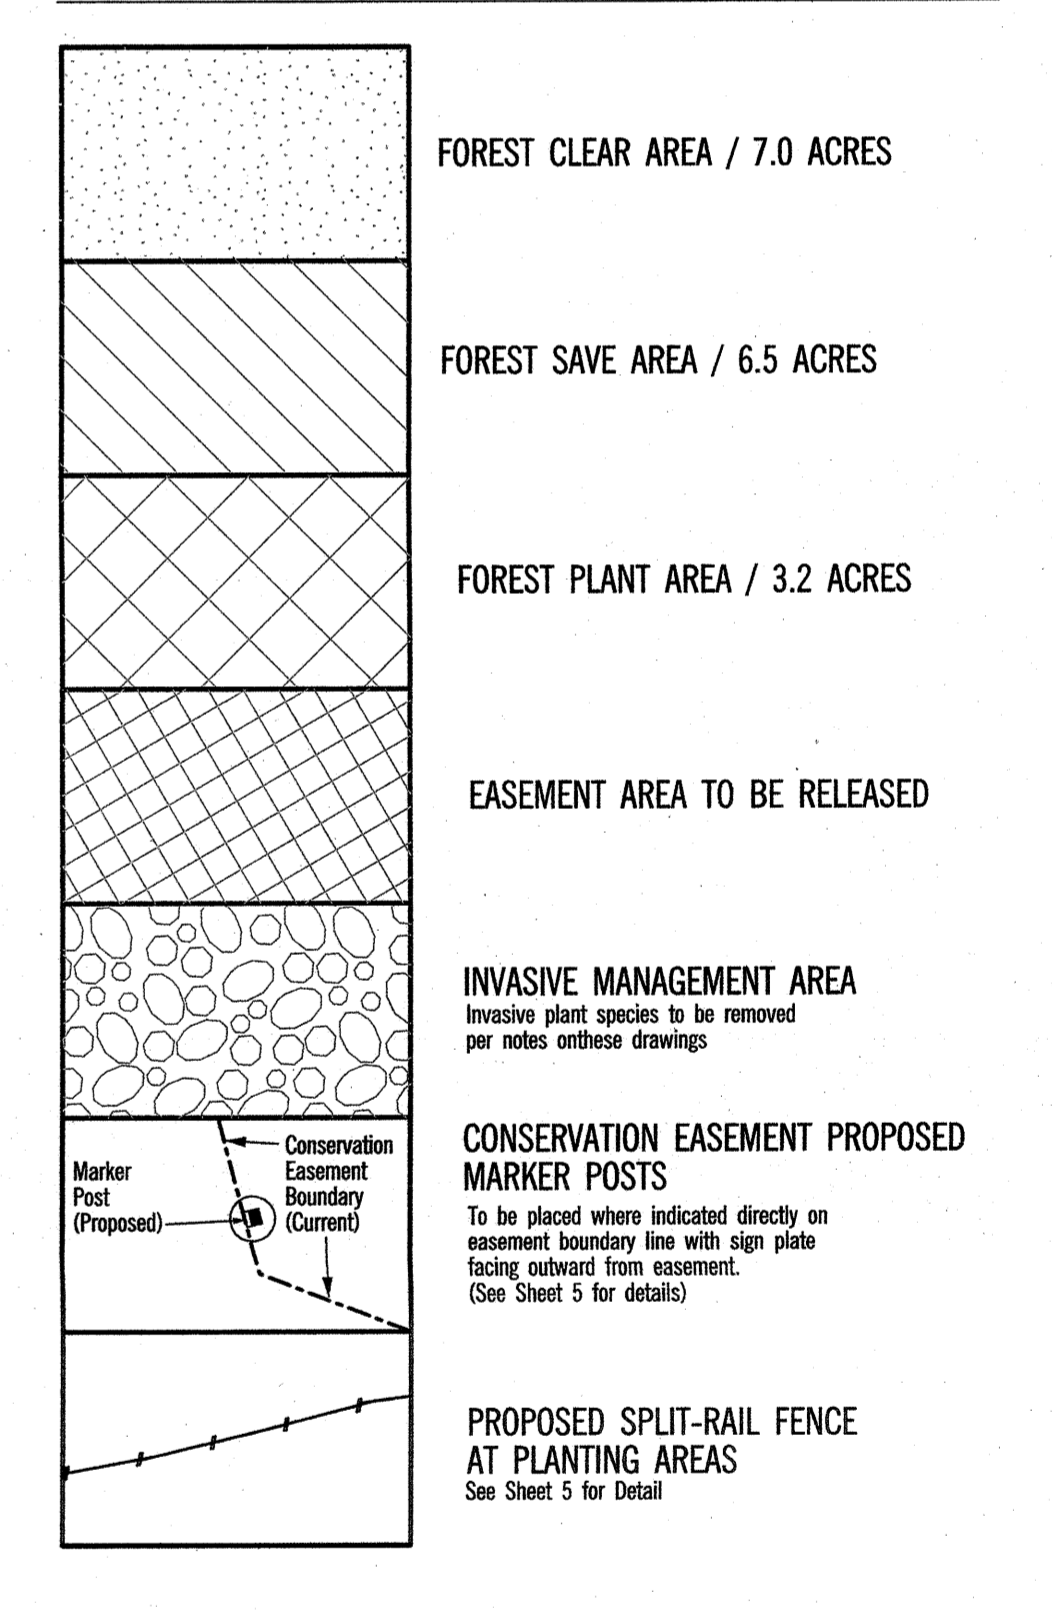 FOREST CLEAR AREA / 7.0 ACRES
FOREST SAVE AREA / 6.5 ACRES
FOREST PLANT AREA / 3.2 ACRES
EASEMENT AREA TO BE RELEASED
INVASIVE MANAGEMENT AREA
Invasive plant species to be removed
per notes onthese drawings
Marker
Post
(Proposed)
Conservation
Easement
Boundary
(Current)
CONSERVATION EASEMENT PROPOSED
MARKER POSTS
To be placed where indicated directly on
easement boundary line with sign plate
facing outward from easement.
(See Sheet 5 for details)
PROPOSED SPLIT-RAIL FENCE
AT PLANTING AREAS
See Sheet 5 for Detail